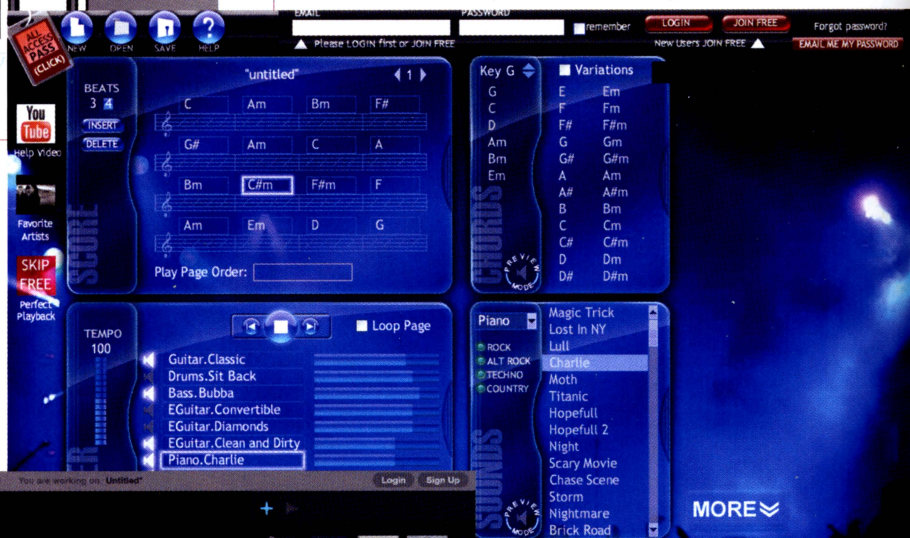 EMAIL PASSWORD
ALL ACCESS PASS (CLICK)
NEW OPEN SAVE HELP
remember LOGIN JOIN FREE Forgot password?
Please LOGIN first or JOIN FREE New Users JOIN FREE EMAIL ME MY PASSWORD
You Tube
Help Video
Favorite Artists
SKIP FREE
Perfect Playback
BEATS
3 4
INSERT
DELETE
SCORE
"untitled" 1
C Am Bm F#
G# Am C A
Bm C#m F#m F
Am Em D G
Play Page Order:
Key G Variations
G
C
D
Am
Bm
Em
E Em
F Fm
F# F#m
G Gm
G# G#m
A Am
A# A#m
B Bm
C Cm
C# C#m
D Dm
D# D#m
CHORDS
PREVIEW MODE
TEMPO
100
Loop Page
Guitar.Classic
Drums.Sit Back
Bass.Bubba
EGuitar.Convertible
EGuitar.Diamonds
EGuitar.Clean and Dirty
Piano.Charlie
You are working on: Untitled"
Login Sign Up
Piano
ROCK
ALT ROCK
TECHNO
COUNTRY
SOUNDS
PREVIEW MODE
Magic Trick
Lost In NY
Lull
Charlie
Moth
Titanic
Hopefull
Hopefull 2
Night
Scary Movie
Chase Scene
Storm
Nightmare
Brick Road
MORE